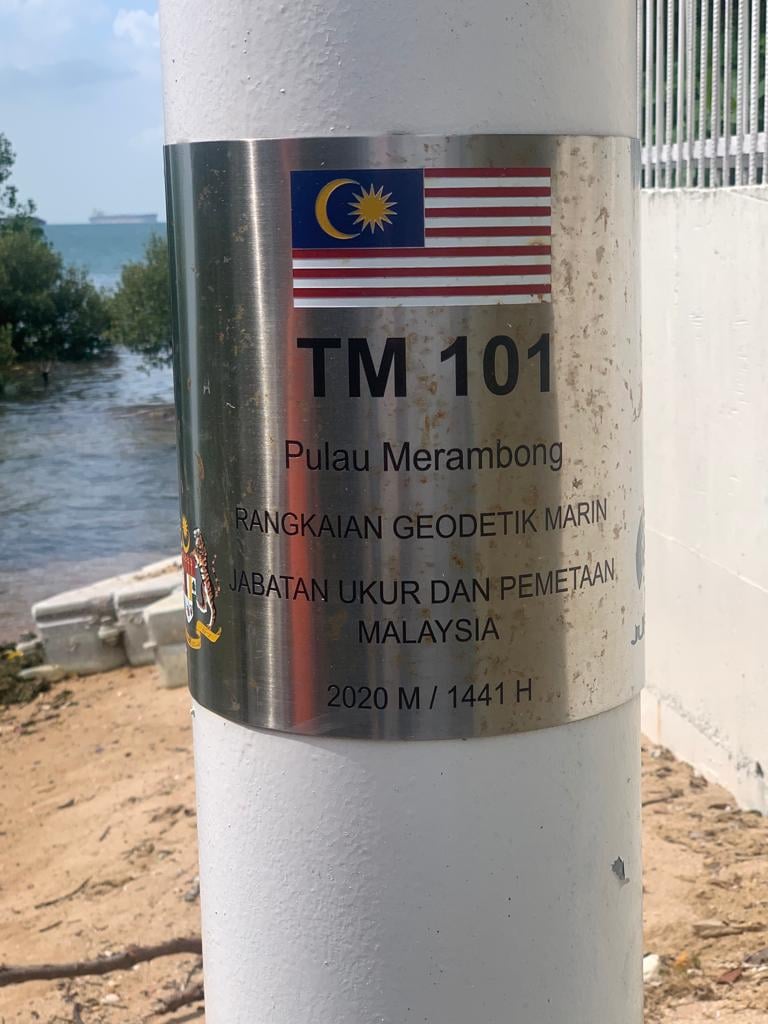 TM 101
Pulau Merambong
RANGKAIAN GEODETIK MARIN
JABATAN UKUR DAN PEMETAAN
MALAYSIA
2020 M / 1441 H